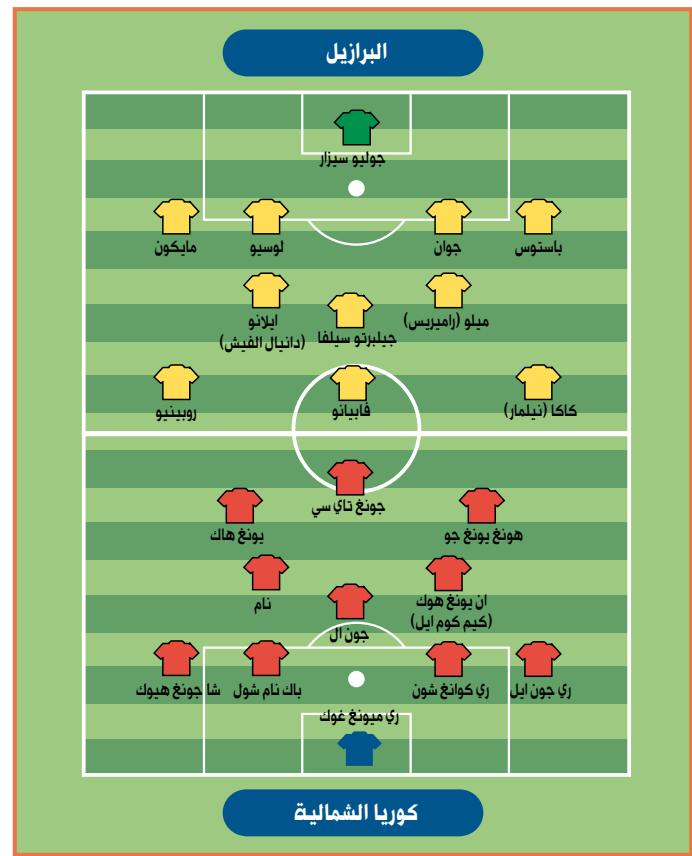 البرازيل
جوليو سيزار
باستوس
جوان
لوسيو
مايكون
ميلو (راميريس)
جيلبرتو سيلفا
ايلانو
(دانيال الفيش)
كاكا (نيلمار)
فابيانو
روبينيو
جونغ تاي سي
هونغ يونغ جو
يونغ هاك
ان يونغ هوك
(كيم كوم ايل)
جون ال
نام
ري جون ايل
ري كوانغ شون
باك نام شول
شا جونغ هيوك
ري ميونغ غوك
كوريا الشمالية